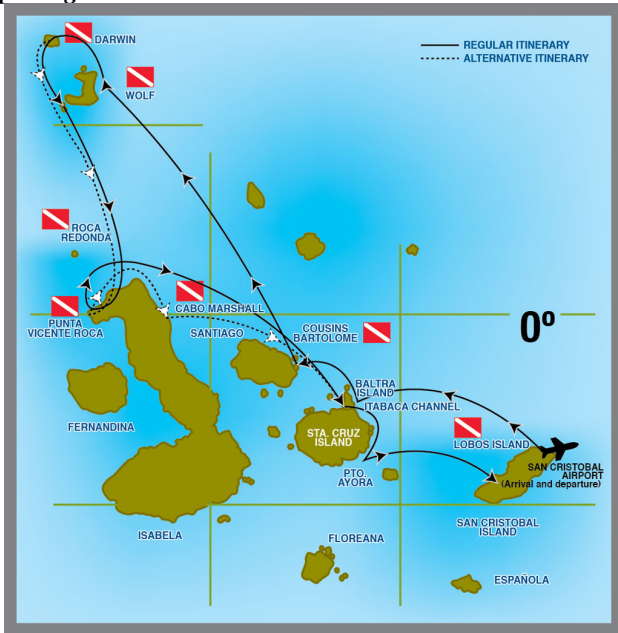 DARWIN
REGULAR ITINERARY
ALTERNATIVE ITINERARY
WOLF
ROCA
REDONDA
CABO MARSHALL
PUNTA
VICENTE ROCA
SANTIAGO
COUSINS
BARTOLOME
0º
BALTRA
ISLAND
ITABACA CHANNEL
FERNANDINA
STA. CRUZ
ISLAND
LOBOS ISLAND
SAN CRISTOBAL
AIRPORT
(Arrival and departure)
PTO.
AYORA
SAN CRISTOBAL
ISLAND
ISABELA
FLOREANA
ESPAÑOLA